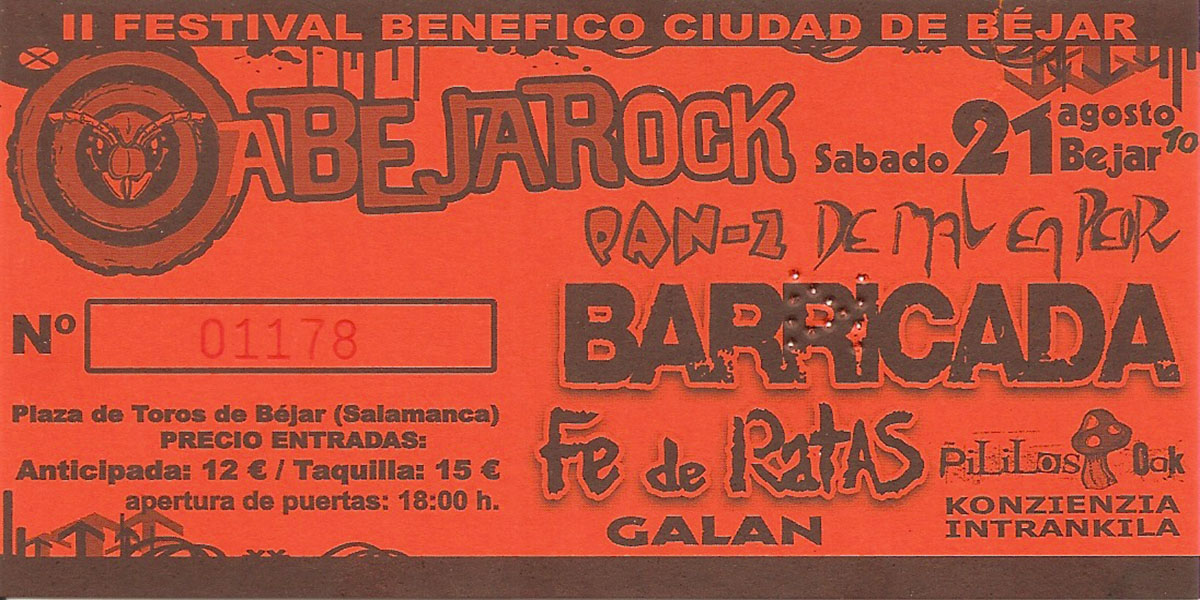 II FESTIVAL BENEFICO CIUDAD DE BÉJAR
ABEJAROCK
Sabado 21 agosto
Bejar 10
PAN-Z DE MAL EN PEOR
BARRICADA
Fe de RatAS
PiLiLas Oak
GALAN
KONZIENZIA
INTRANKILA
Nº 01178
Plaza de Toros de Béjar (Salamanca)
PRECIO ENTRADAS:
Anticipada: 12 € / Taquilla: 15 €
apertura de puertas: 18:00 h.